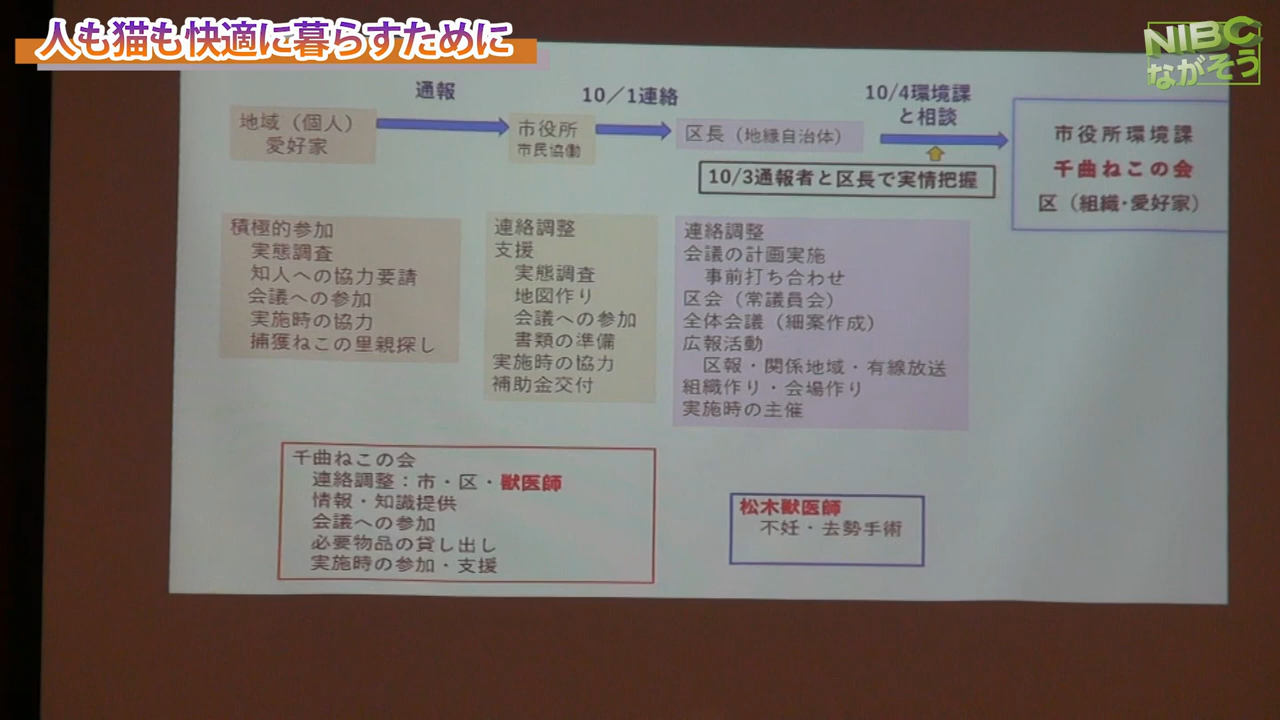 人も猫も快適に暮らすために
NIBC
ながそう
通報
10/1連絡
10/4環境課
と相談
地域（個人）
愛好家
市役所
市民協働
区長（地縁自治体）
10/3通報者と区長で実情把握
市役所環境課
千曲ねこの会
区（組織・愛好家）
積極的参加
実態調査
知人への協力要請
会議への参加
実施時の協力
捕獲ねこの里親探し
連絡調整
支援
実態調査
地図作り
会議への参加
書類の準備
実施時の協力
補助金交付
連絡調整
会議の計画実施
事前打ち合わせ
区会（常議員会）
全体会議（細案作成）
広報活動
区報・関係地域・有線放送
組織作り・会場作り
実施時の主催
千曲ねこの会
連絡調整：市・区・獣医師
情報・知識提供
会議への参加
必要物品の貸し出し
実施時の参加・支援
松木獣医師
不妊・去勢手術